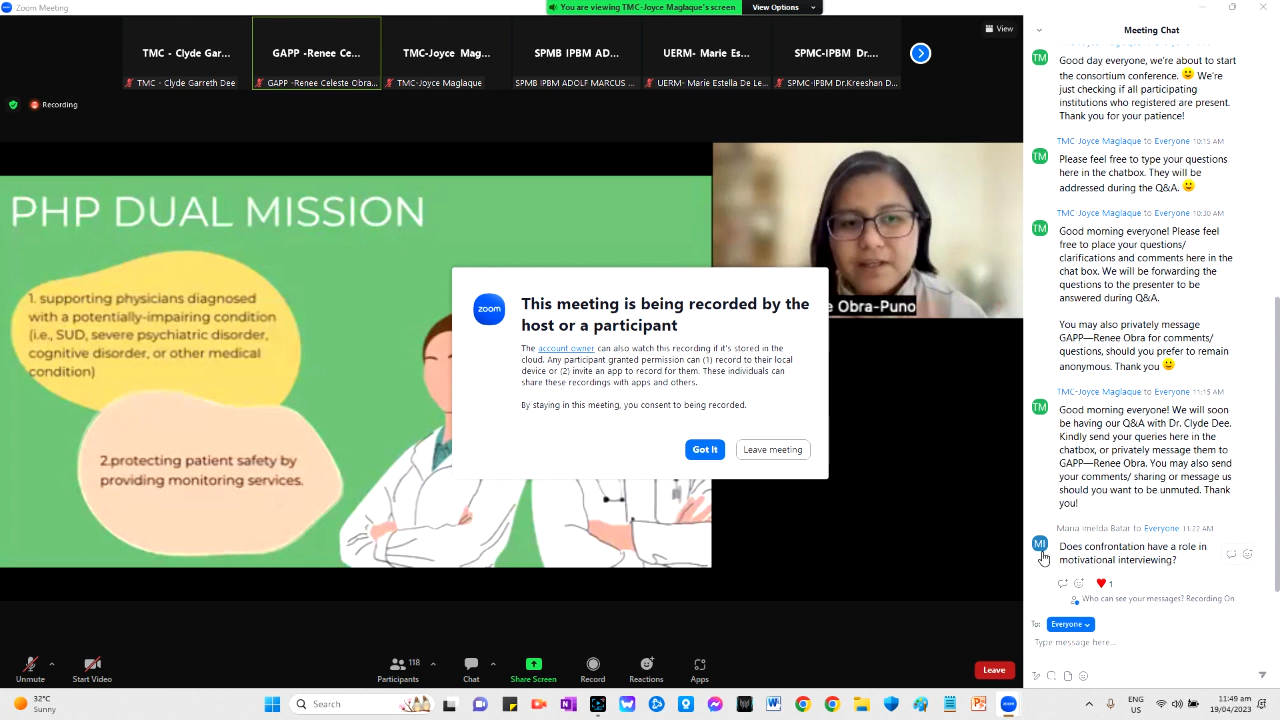 Zoom Meeting
You are viewing TMC-Joyce Maglaque's screen
View Options
View
TMC - Clyde Gar...
GAPP -Renee Ce...
TMC-Joyce Mag...
SPMB IPBM AD...
UERM- Marie Es...
SPMC-IPBM Dr....
TMC - Clyde Garreth Dee
GAPP -Renee Celeste Obra...
TMC-Joyce Maglaque
SPMB IPBM ADOLF MARCUS ...
UERM- Marie Estella De Le...
SPMC-IPBM Dr.Kreeshan D...
Recording
PHP DUAL MISSION
1. supporting physicians diagnosed
with a potentially-impairing condition
(i.e., SUD, severe psychiatric disorder,
cognitive disorder, or other medical
condition)
2.protecting patient safety by
providing monitoring services.
e Obra-Puno
zoom
This meeting is being recorded by the
host or a participant
The account owner can also watch this recording if it's stored in the
cloud. Any participant granted permission can (1) record to their local
device or (2) invite an app to record for them. These individuals can
share these recordings with apps and others.
By staying in this meeting, you consent to being recorded.
Got it
Leave meeting
Meeting Chat
TM
Good day everyone, we're about to start
the consortium conference. 🙂 We're
just checking if all participating
institutions who registered are present.
Thank you for your patience!
TMC-Joyce Maglaque to Everyone 10:15 AM
TM
Please feel free to type your questions
here in the chatbox. They will be
addressed during the Q&A. 🙂
TMC-Joyce Maglaque to Everyone 10:30 AM
TM
Good morning everyone! Please feel
free to place your questions/
clarifications and comments here in the
chat box. We will be forwarding the
questions to the presenter to be
answered during Q&A.
You may also privately message
GAPP—Renee Obra for comments/
questions, should you prefer to remain
anonymous. Thank you 🙂
TMC-Joyce Maglaque to Everyone 11:15 AM
TM
Good morning everyone! We will soon
be having our Q&A with Dr. Clyde Dee.
Kindly send your queries here in the
chatbox, or privately message them to
GAPP—Renee Obra. You may also send
your comments/ sharing or message us
should you want to be unmuted. Thank
you!
Maria Imelda Batar to Everyone 11:22 AM
MI
Does confrontation have a role in
motivational interviewing?
1
Who can see your messages? Recording On
To: Everyone
Type message here...
Unmute
Start Video
118
Participants
Chat
Share Screen
Record
Reactions
Apps
Leave
32°C
Sunny
Search
zoom
ENG
US
11:49 am
19/04/2023